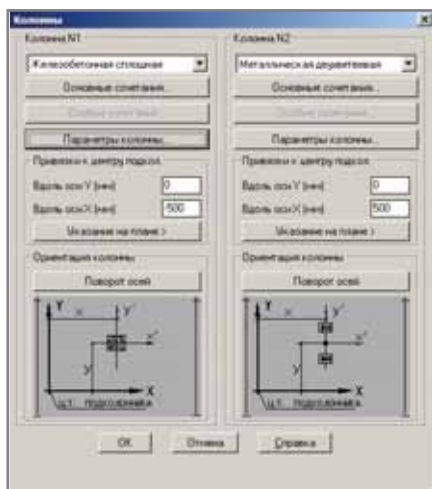 Колонны
Колонна N1
Железобетонная сплошная
Основные сочетания...
Особые сочетания...
Параметры колонны...
Привязки к центру подкол.
Вдоль оси Y (мм) 0
Вдоль оси X (мм) -500
Указание на плане >
Ориентация колонны
Поворот осей
Y
x
y'
x'
y
X
Ц.Т. ПОДКОЛОННИКА
Колонна N2
Металлическая двухветвевая
Основные сочетания...
Особые сочетания...
Параметры колонны...
Привязки к центру подкол.
Вдоль оси Y (мм) 0
Вдоль оси X (мм) 500
Указание на плане >
Ориентация колонны
Поворот осей
Y
x
y'
x'
y
X
Ц.Т. ПОДКОЛОННИКА
OK
Отмена
Справка